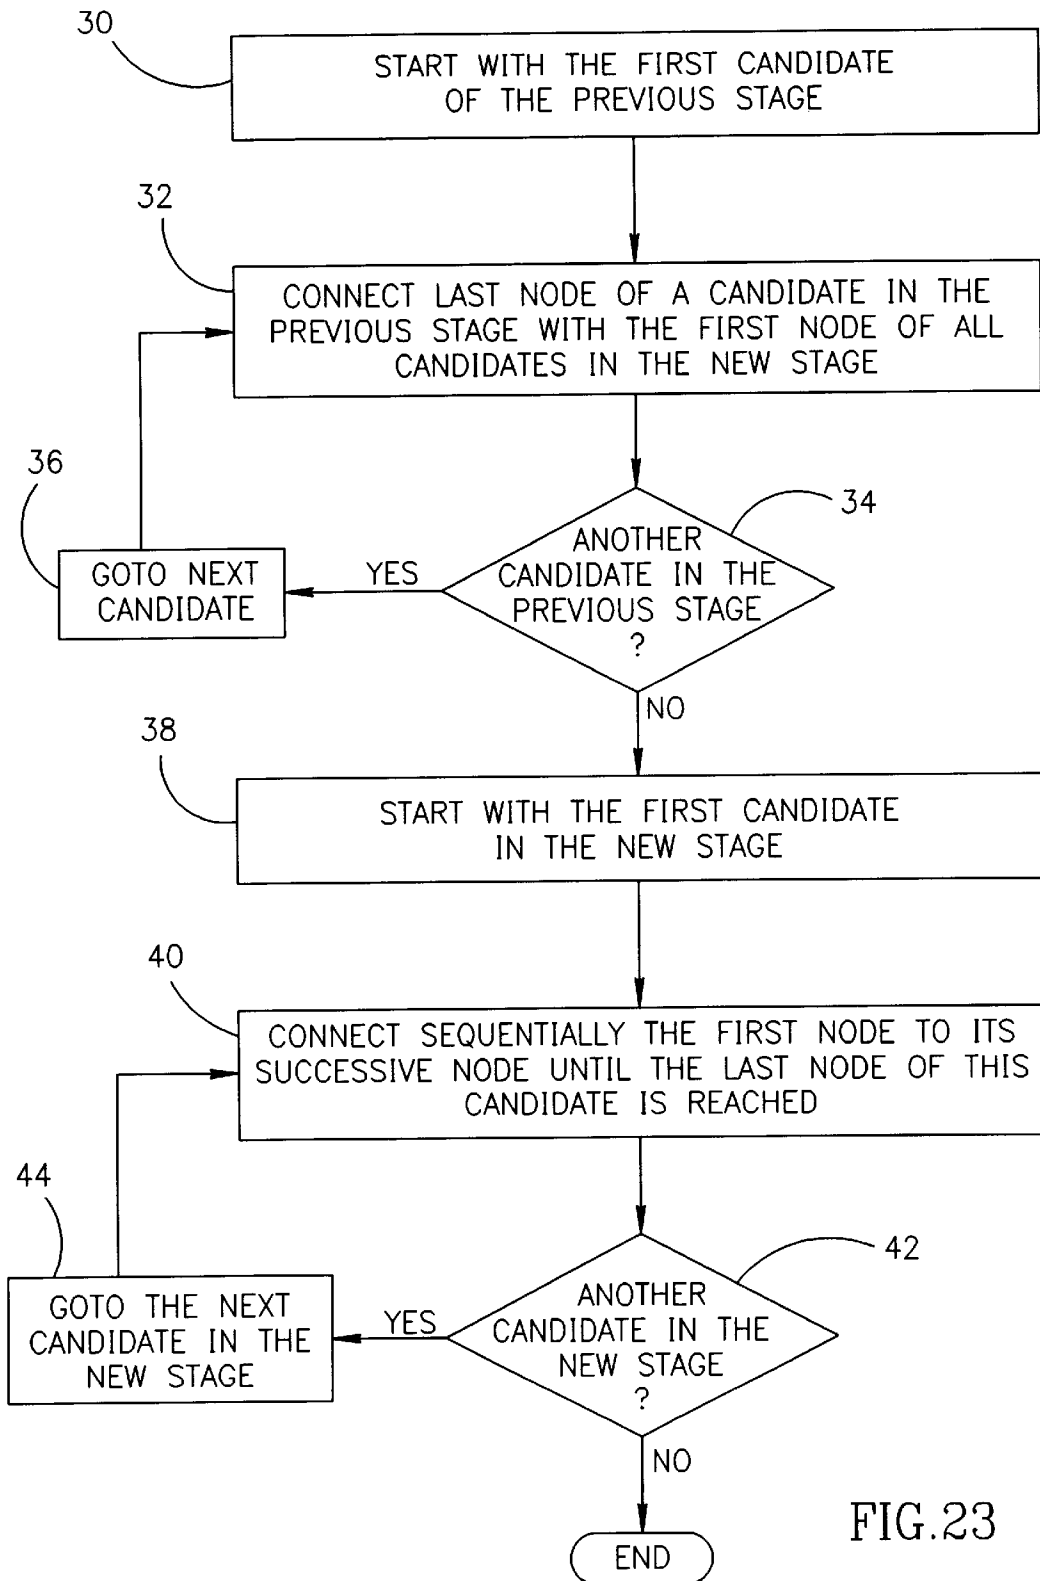 30
START WITH THE FIRST CANDIDATE
OF THE PREVIOUS STAGE
32
CONNECT LAST NODE OF A CANDIDATE IN THE
PREVIOUS STAGE WITH THE FIRST NODE OF ALL
CANDIDATES IN THE NEW STAGE
36
34
ANOTHER
CANDIDATE IN THE
PREVIOUS STAGE
?
YES
GOTO NEXT
CANDIDATE
NO
38
START WITH THE FIRST CANDIDATE
IN THE NEW STAGE
40
CONNECT SEQUENTIALLY THE FIRST NODE TO ITS
SUCCESSIVE NODE UNTIL THE LAST NODE OF THIS
CANDIDATE IS REACHED
44
42
ANOTHER
CANDIDATE IN THE
NEW STAGE
?
YES
GOTO THE NEXT
CANDIDATE IN THE
NEW STAGE
NO
END
FIG.23